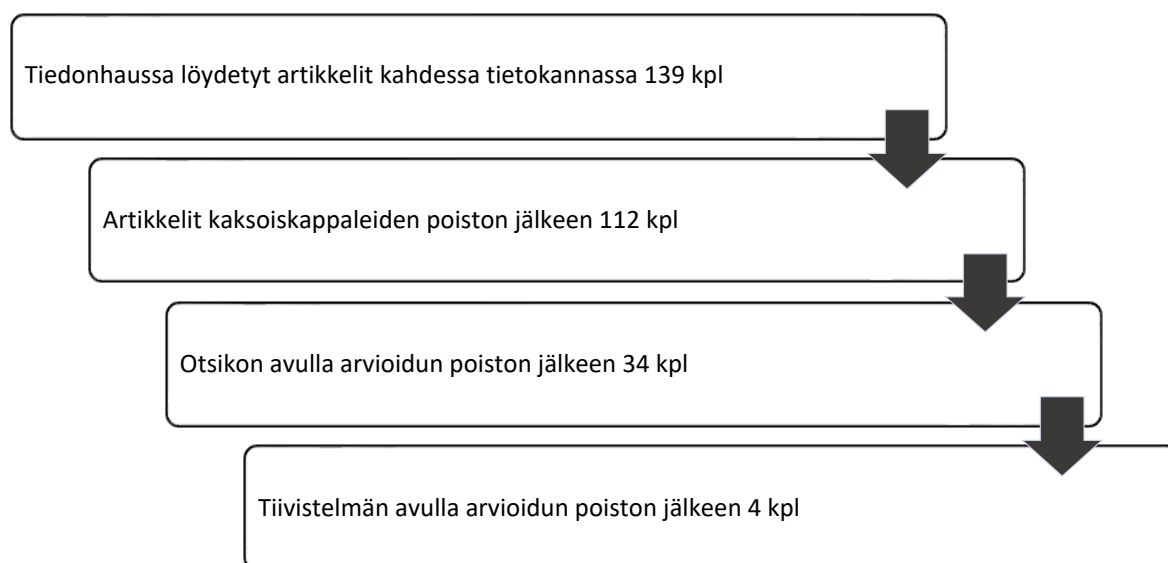 Tiedonhaussa löydetyt artikkelit kahdessa tietokannassa 139 kpl
Artikkelit kaksoiskappaleiden poiston jälkeen 112 kpl
Otsikon avulla arvioidun poiston jälkeen 34 kpl
Tiivistelmän avulla arvioidun poiston jälkeen 4 kpl